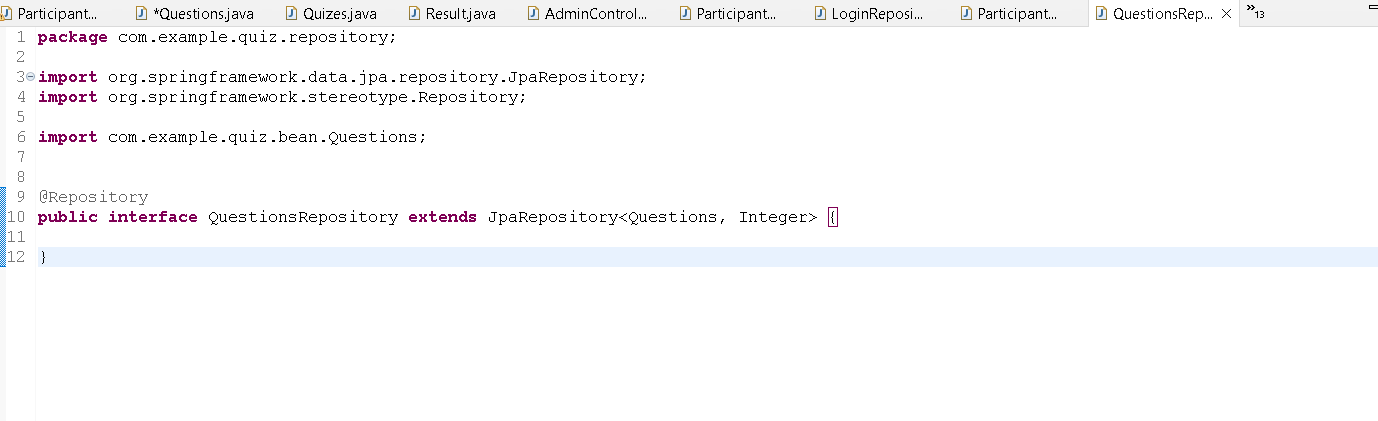 Participant... *Questions.java Quizes.java Result.java AdminControl... Participant... LoginReposi... Participant... QuestionsRep... »13
1 package com.example.quiz.repository;
2
3 import org.springframework.data.jpa.repository.JpaRepository;
4 import org.springframework.stereotype.Repository;
5
6 import com.example.quiz.bean.Questions;
7
8
9 @Repository
10 public interface QuestionsRepository extends JpaRepository<Questions, Integer> {
11
12 }